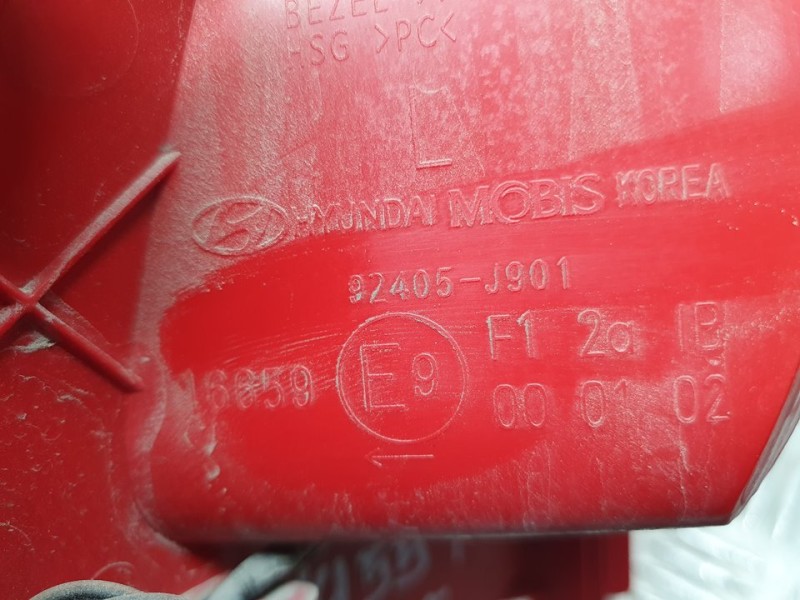 BEZEL
HSG >PC<
L
HYUNDAI MOBIS KOREA
92405-J901
F1 2a IB
16659 E9
00 01 02